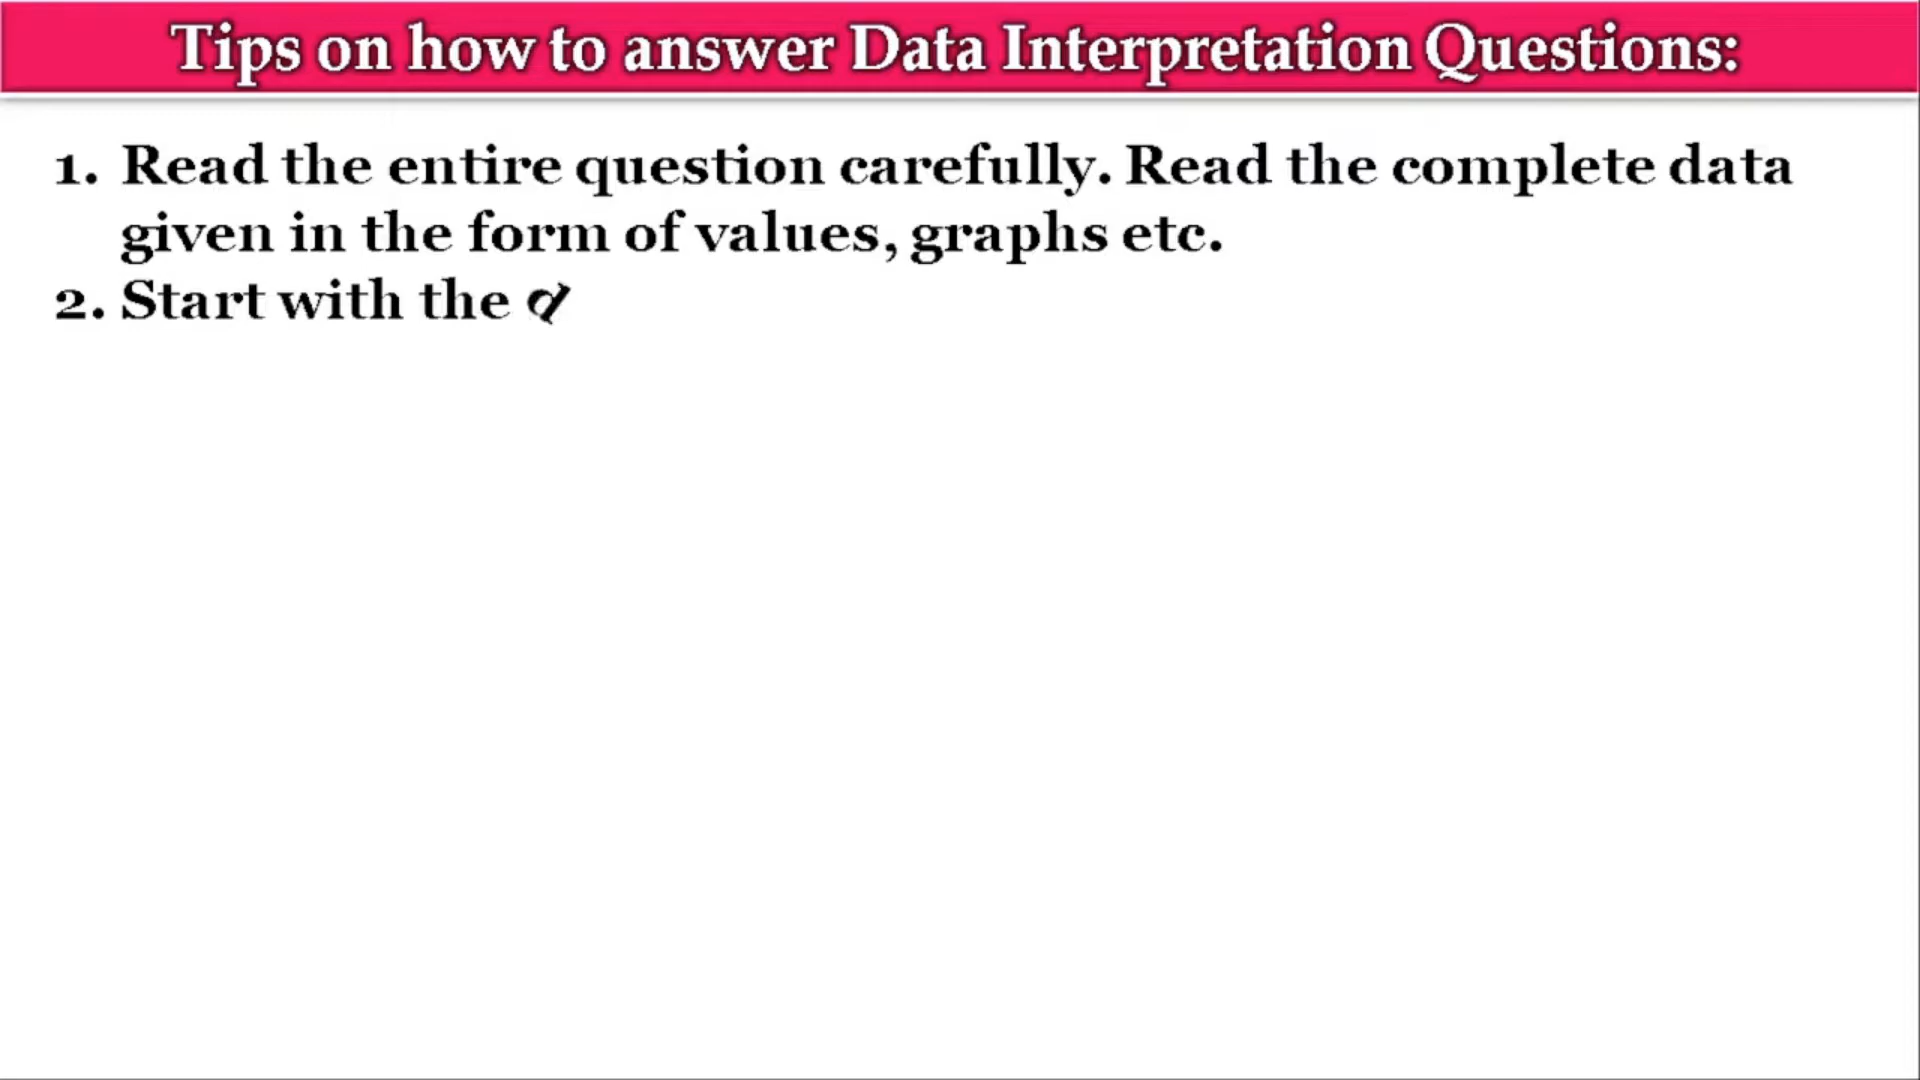 Tips on how to answer Data Interpretation Questions:
1. Read the entire question carefully. Read the complete data
given in the form of values, graphs etc.
2. Start with the